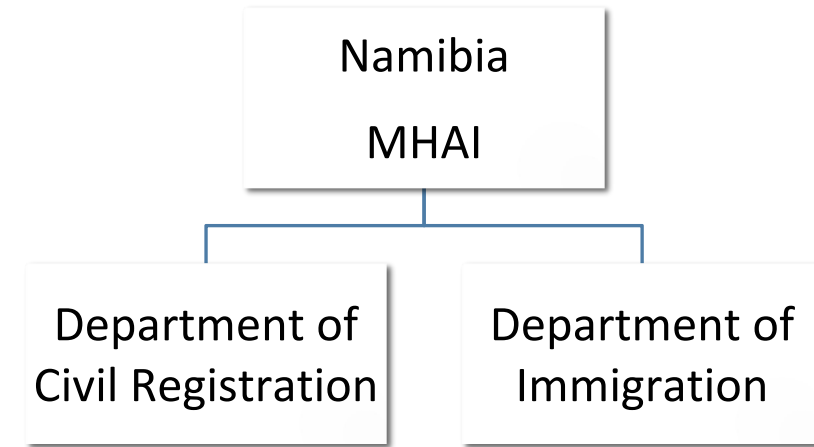 Namibia
MHAI
Department of
Civil Registration
Department of
Immigration